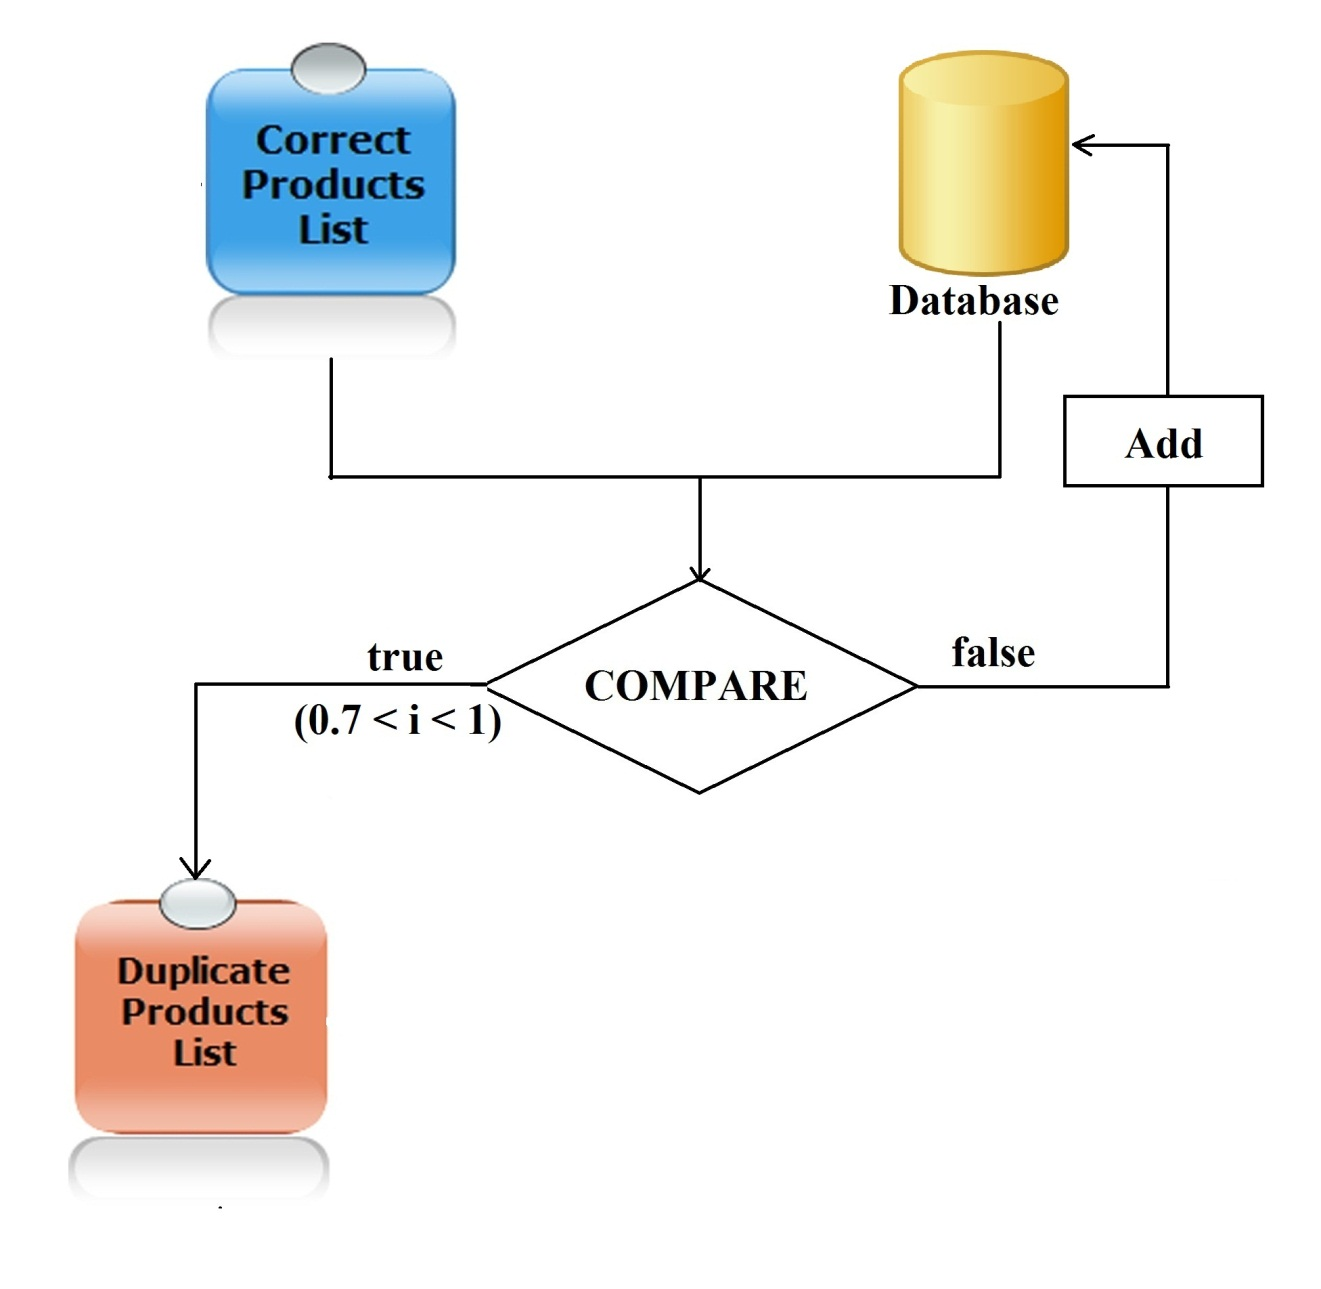 Correct
Products
List
Database
Add
true
false
COMPARE
(0.7 < i < 1)
Duplicate
Products
List